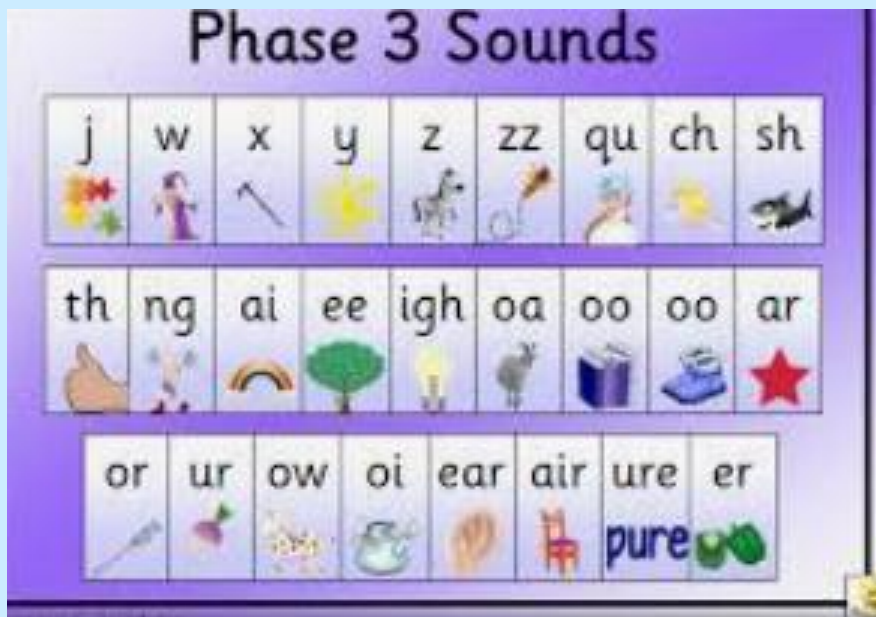 Phase 3 Sounds
j w x y z zz qu ch sh
th ng ai ee igh oa oo oo ar
or ur ow oi ear air ure er
pure